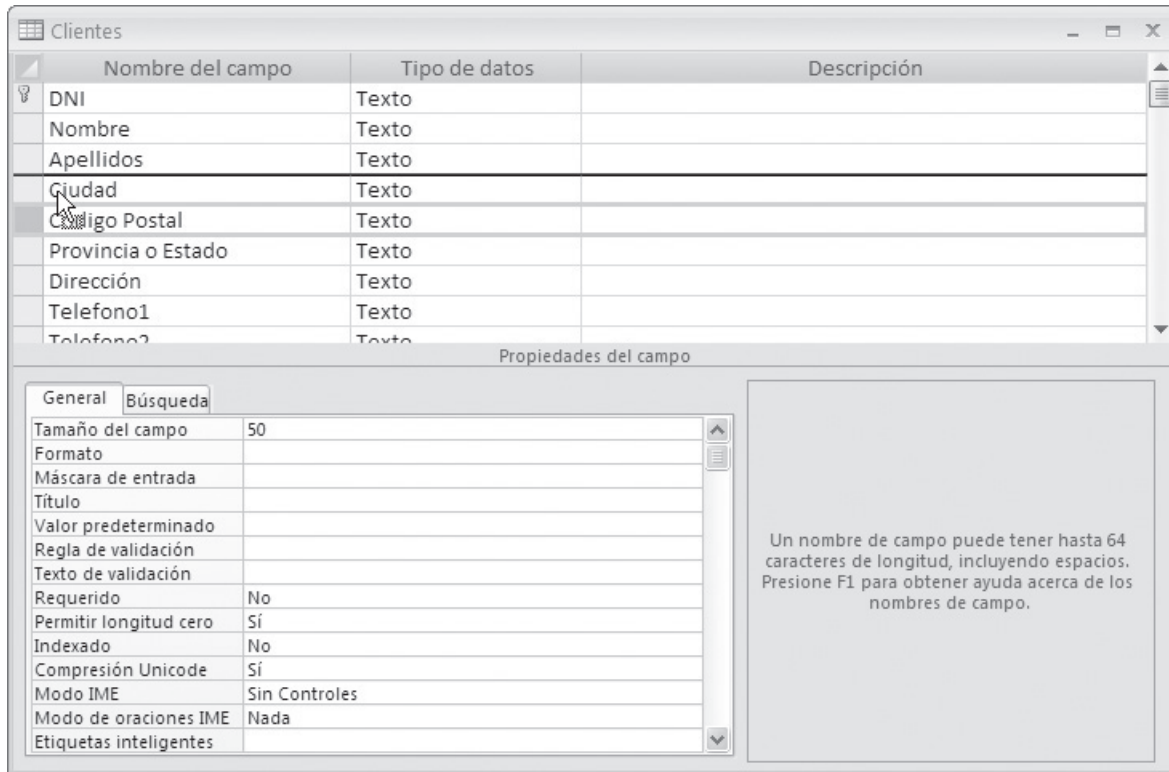 Clientes
Nombre del campo Tipo de datos Descripción
DNI Texto
Nombre Texto
Apellidos Texto
Ciudad Texto
Código Postal Texto
Provincia o Estado Texto
Dirección Texto
Telefono1 Texto
Telefono2 Texto
Propiedades del campo
General Búsqueda
Tamaño del campo 50
Formato
Máscara de entrada
Título
Valor predeterminado
Regla de validación
Texto de validación
Requerido No
Permitir longitud cero Sí
Indexado No
Compresión Unicode Sí
Modo IME Sin Controles
Modo de oraciones IME Nada
Etiquetas inteligentes
Un nombre de campo puede tener hasta 64
caracteres de longitud, incluyendo espacios.
Presione F1 para obtener ayuda acerca de los
nombres de campo.